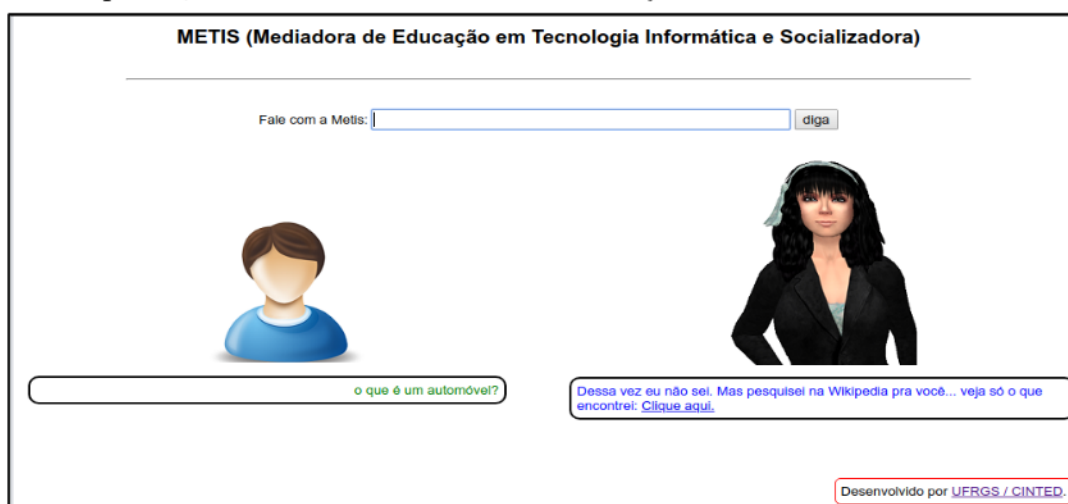 METIS (Mediadora de Educação em Tecnologia Informática e Socializadora)
Fale com a Metis:
diga
o que é um automóvel?
Dessa vez eu não sei. Mas pesquisei na Wikipedia pra você... veja só o que
encontrei: Clique aqui.
Desenvolvido por UFRGS / CINTED.